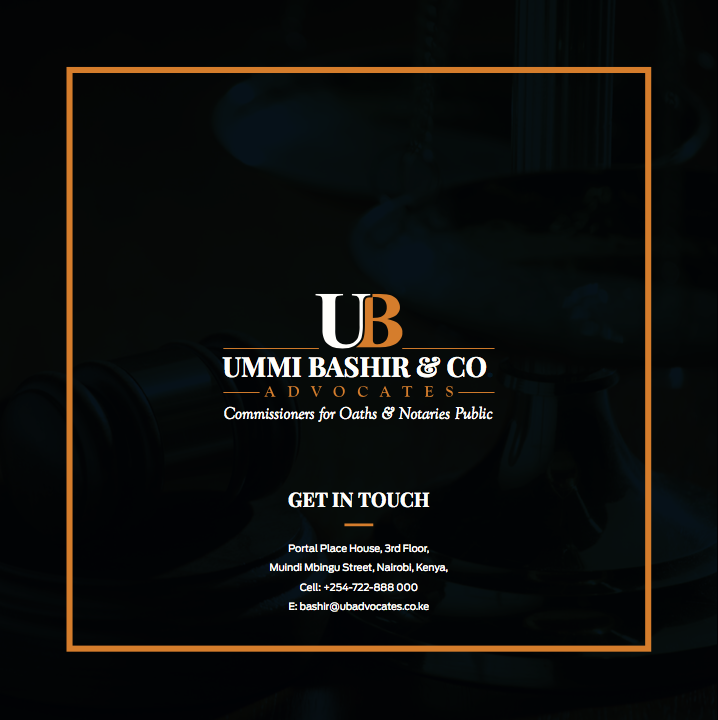 UB
UMMI BASHIR & CO
ADVOCATES
Commissioners for Oaths & Notaries Public
GET IN TOUCH
Portal Place House, 3rd Floor,
Muindi Mbingu Street, Nairobi, Kenya,
Cell: +254-722-888 000
E: bashir@ubadvocates.co.ke